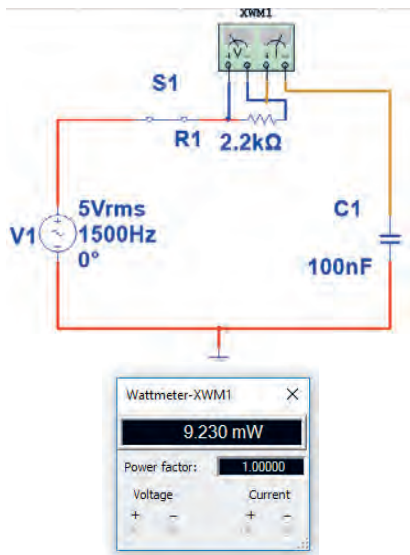 XWM1
V
+ - + -
S1
R1
2.2kΩ
V1
5Vrms
1500Hz
0°
C1
100nF
Wattmeter-XWM1
9.230 mW
Power factor: 1.00000
Voltage Current
+ - + -